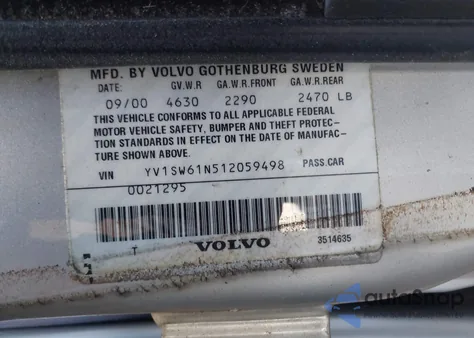 MFD. BY VOLVO GOTHENBURG SWEDEN
DATE: GV.W.R GA.W.R.FRONT GA.W.R.REAR
09/00 4630 2290 2470 LB
THIS VEHICLE CONFORMS TO ALL APPLICABLE FEDERAL
MOTOR VEHICLE SAFETY, BUMPER AND THEFT PROTEC-
TION STANDARDS IN EFFECT ON THE DATE OF MANUFAC-
TURE SHOWN ABOVE.
VIN YV1SW61N512059498 PASS.CAR
0021295
T VOLVO 3514635
autoSnap